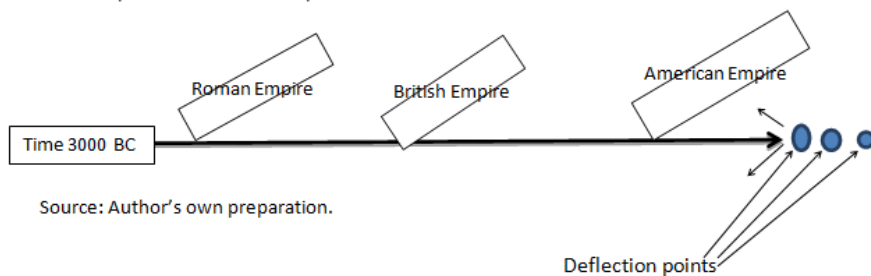 Roman Empire
British Empire
American Empire
Time 3000 BC
Source: Author's own preparation.
Deflection points